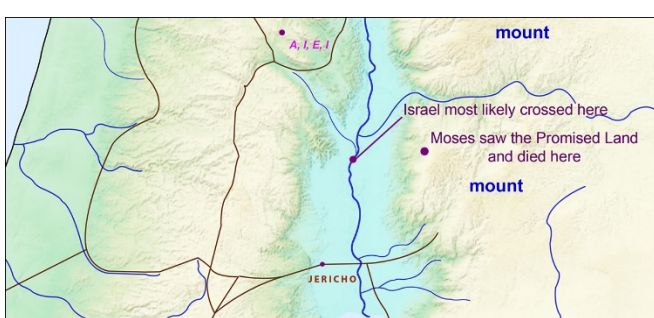 mount
A, I, E, I
Israel most likely crossed here
Moses saw the Promised Land
and died here
mount
JERICHO